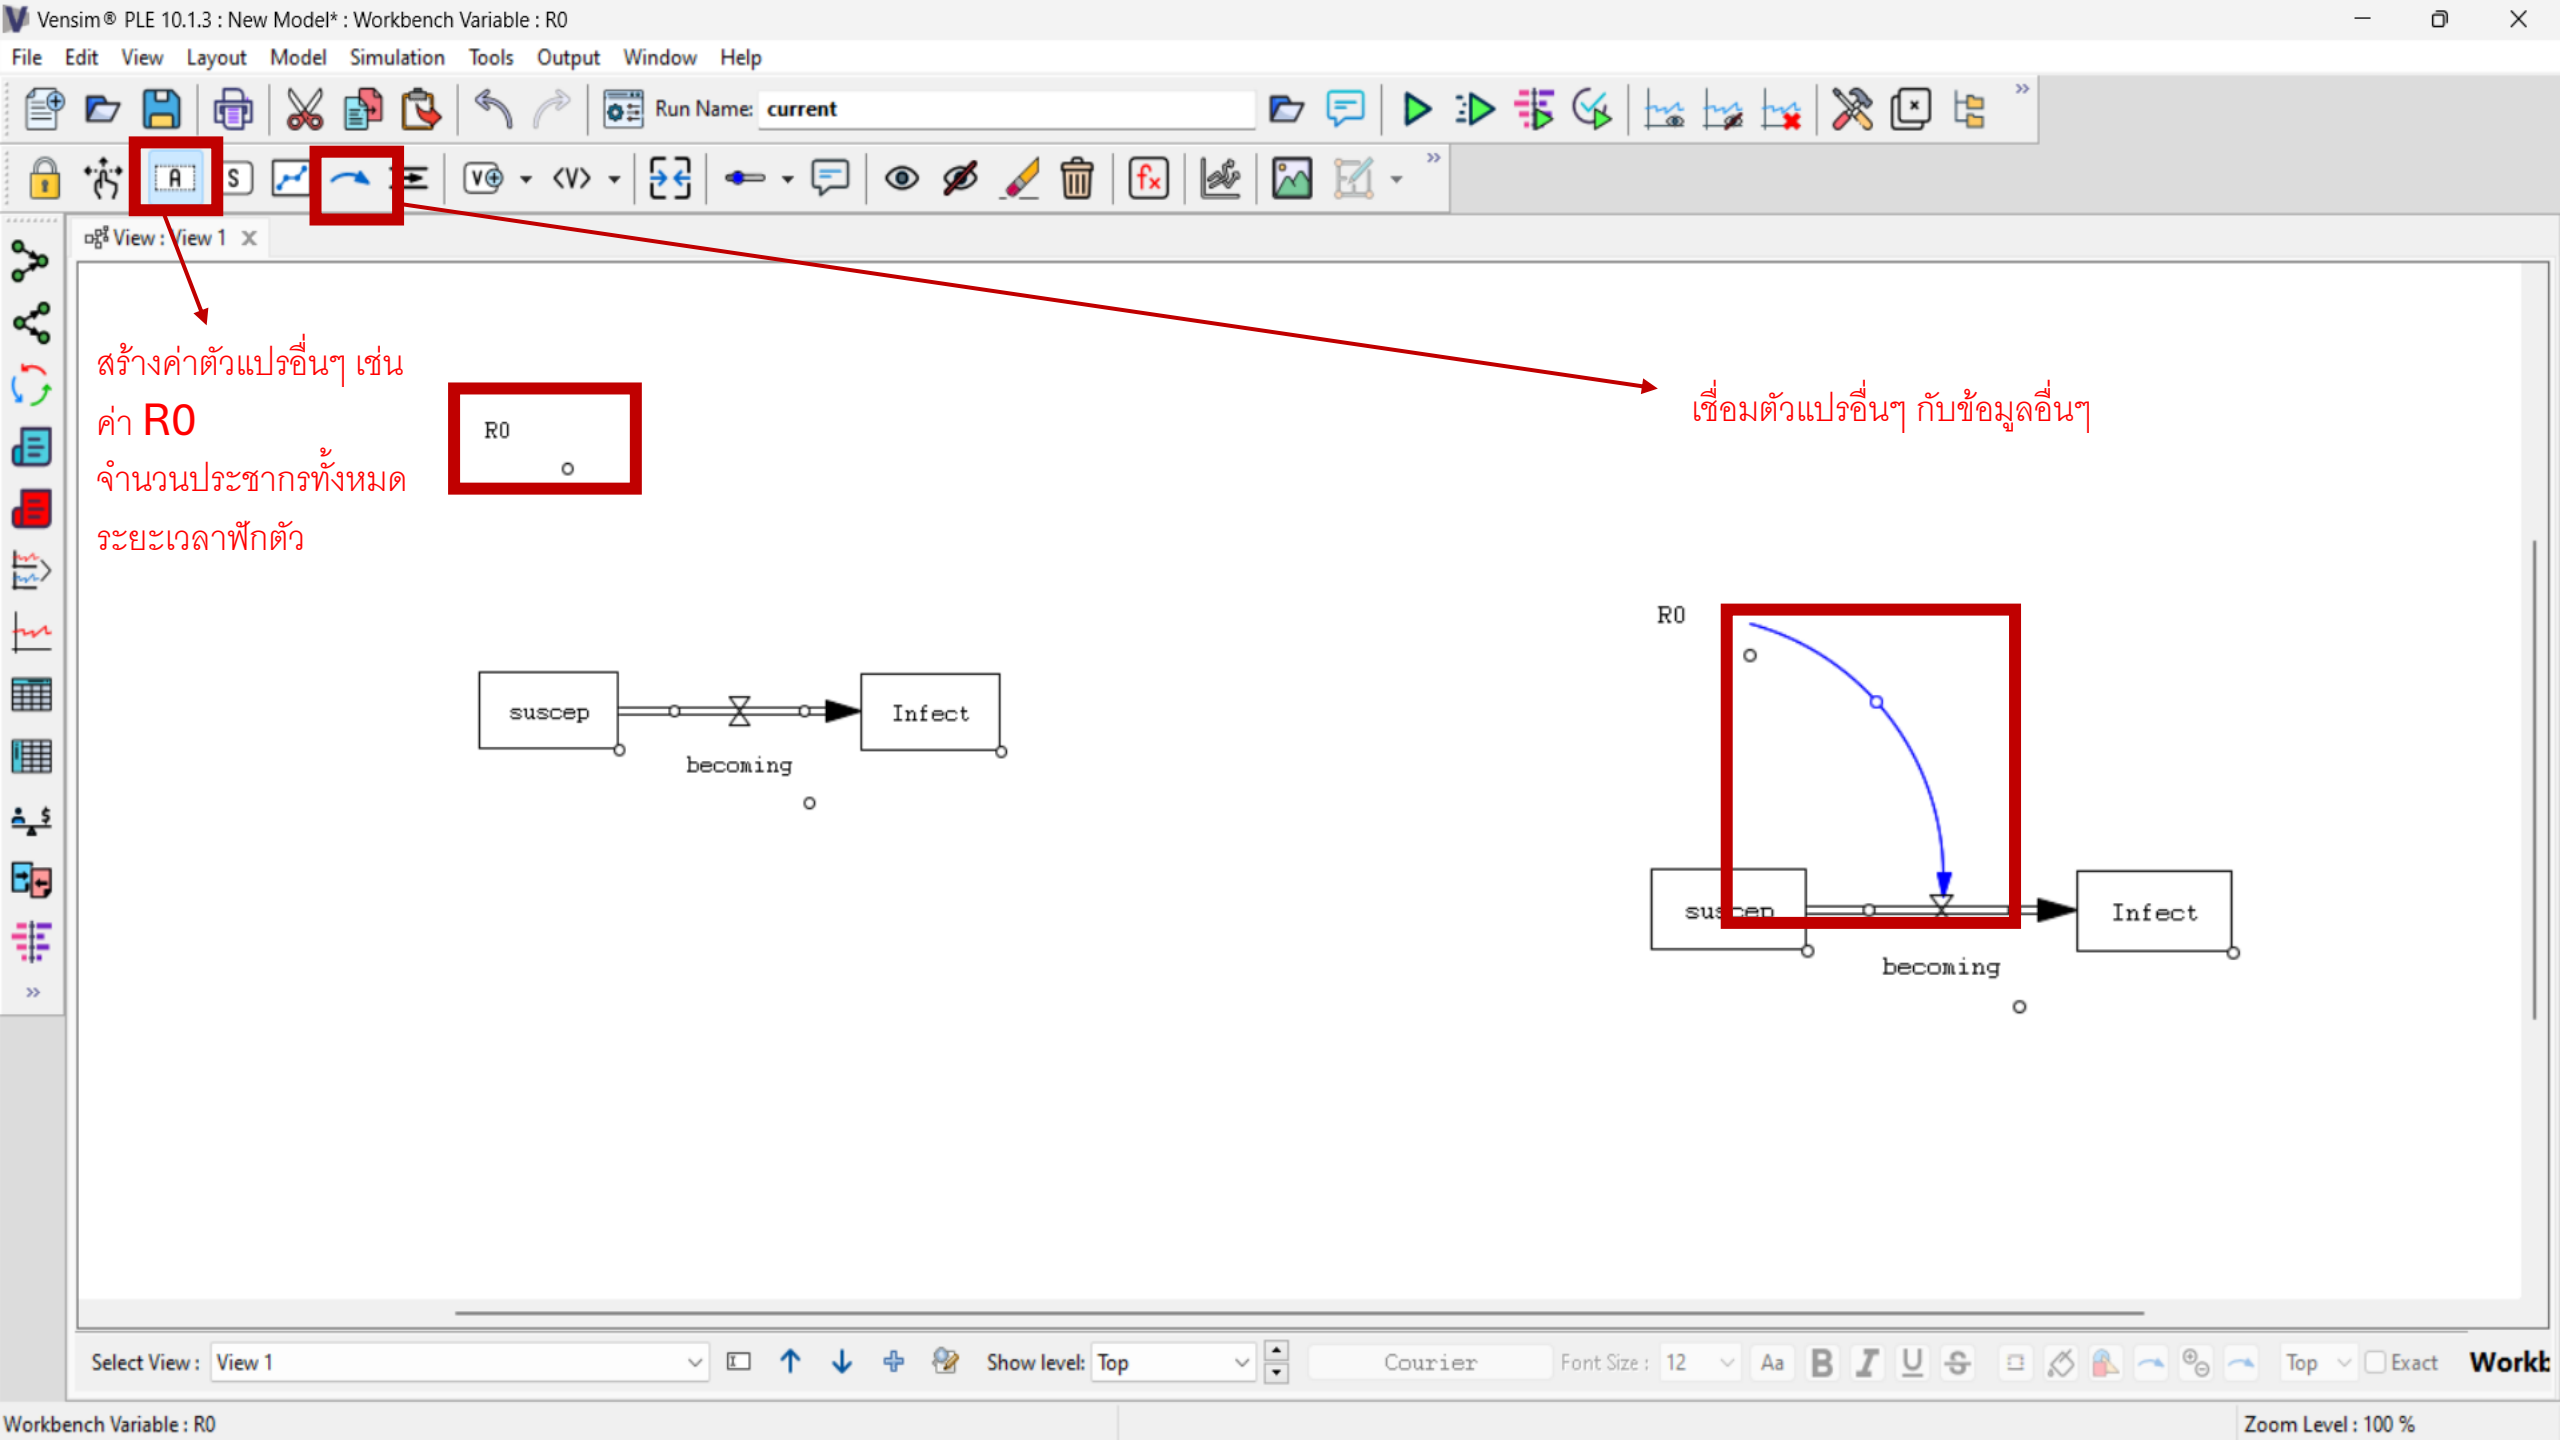 Vensim® PLE 10.1.3 : New Model* : Workbench Variable : R0
File Edit View Layout Model Simulation Tools Output Window Help
Run Name: current
A S V <V> fx
View : View 1 X
สร้างค่าตัวแปรอื่นๆ เช่น
ค่า R0
จำนวนประชากรทั้งหมด
ระยะเวลาฟักตัว
เชื่อมตัวแปรอื่นๆ กับข้อมูลอื่นๆ
R0
suscep
Infect
becoming
R0
suscep
Infect
becoming
Select View : View 1 Show level: Top Courier Font Size : 12 Aa B I U S Top Exact Workb
Workbench Variable : R0
Zoom Level : 100 %